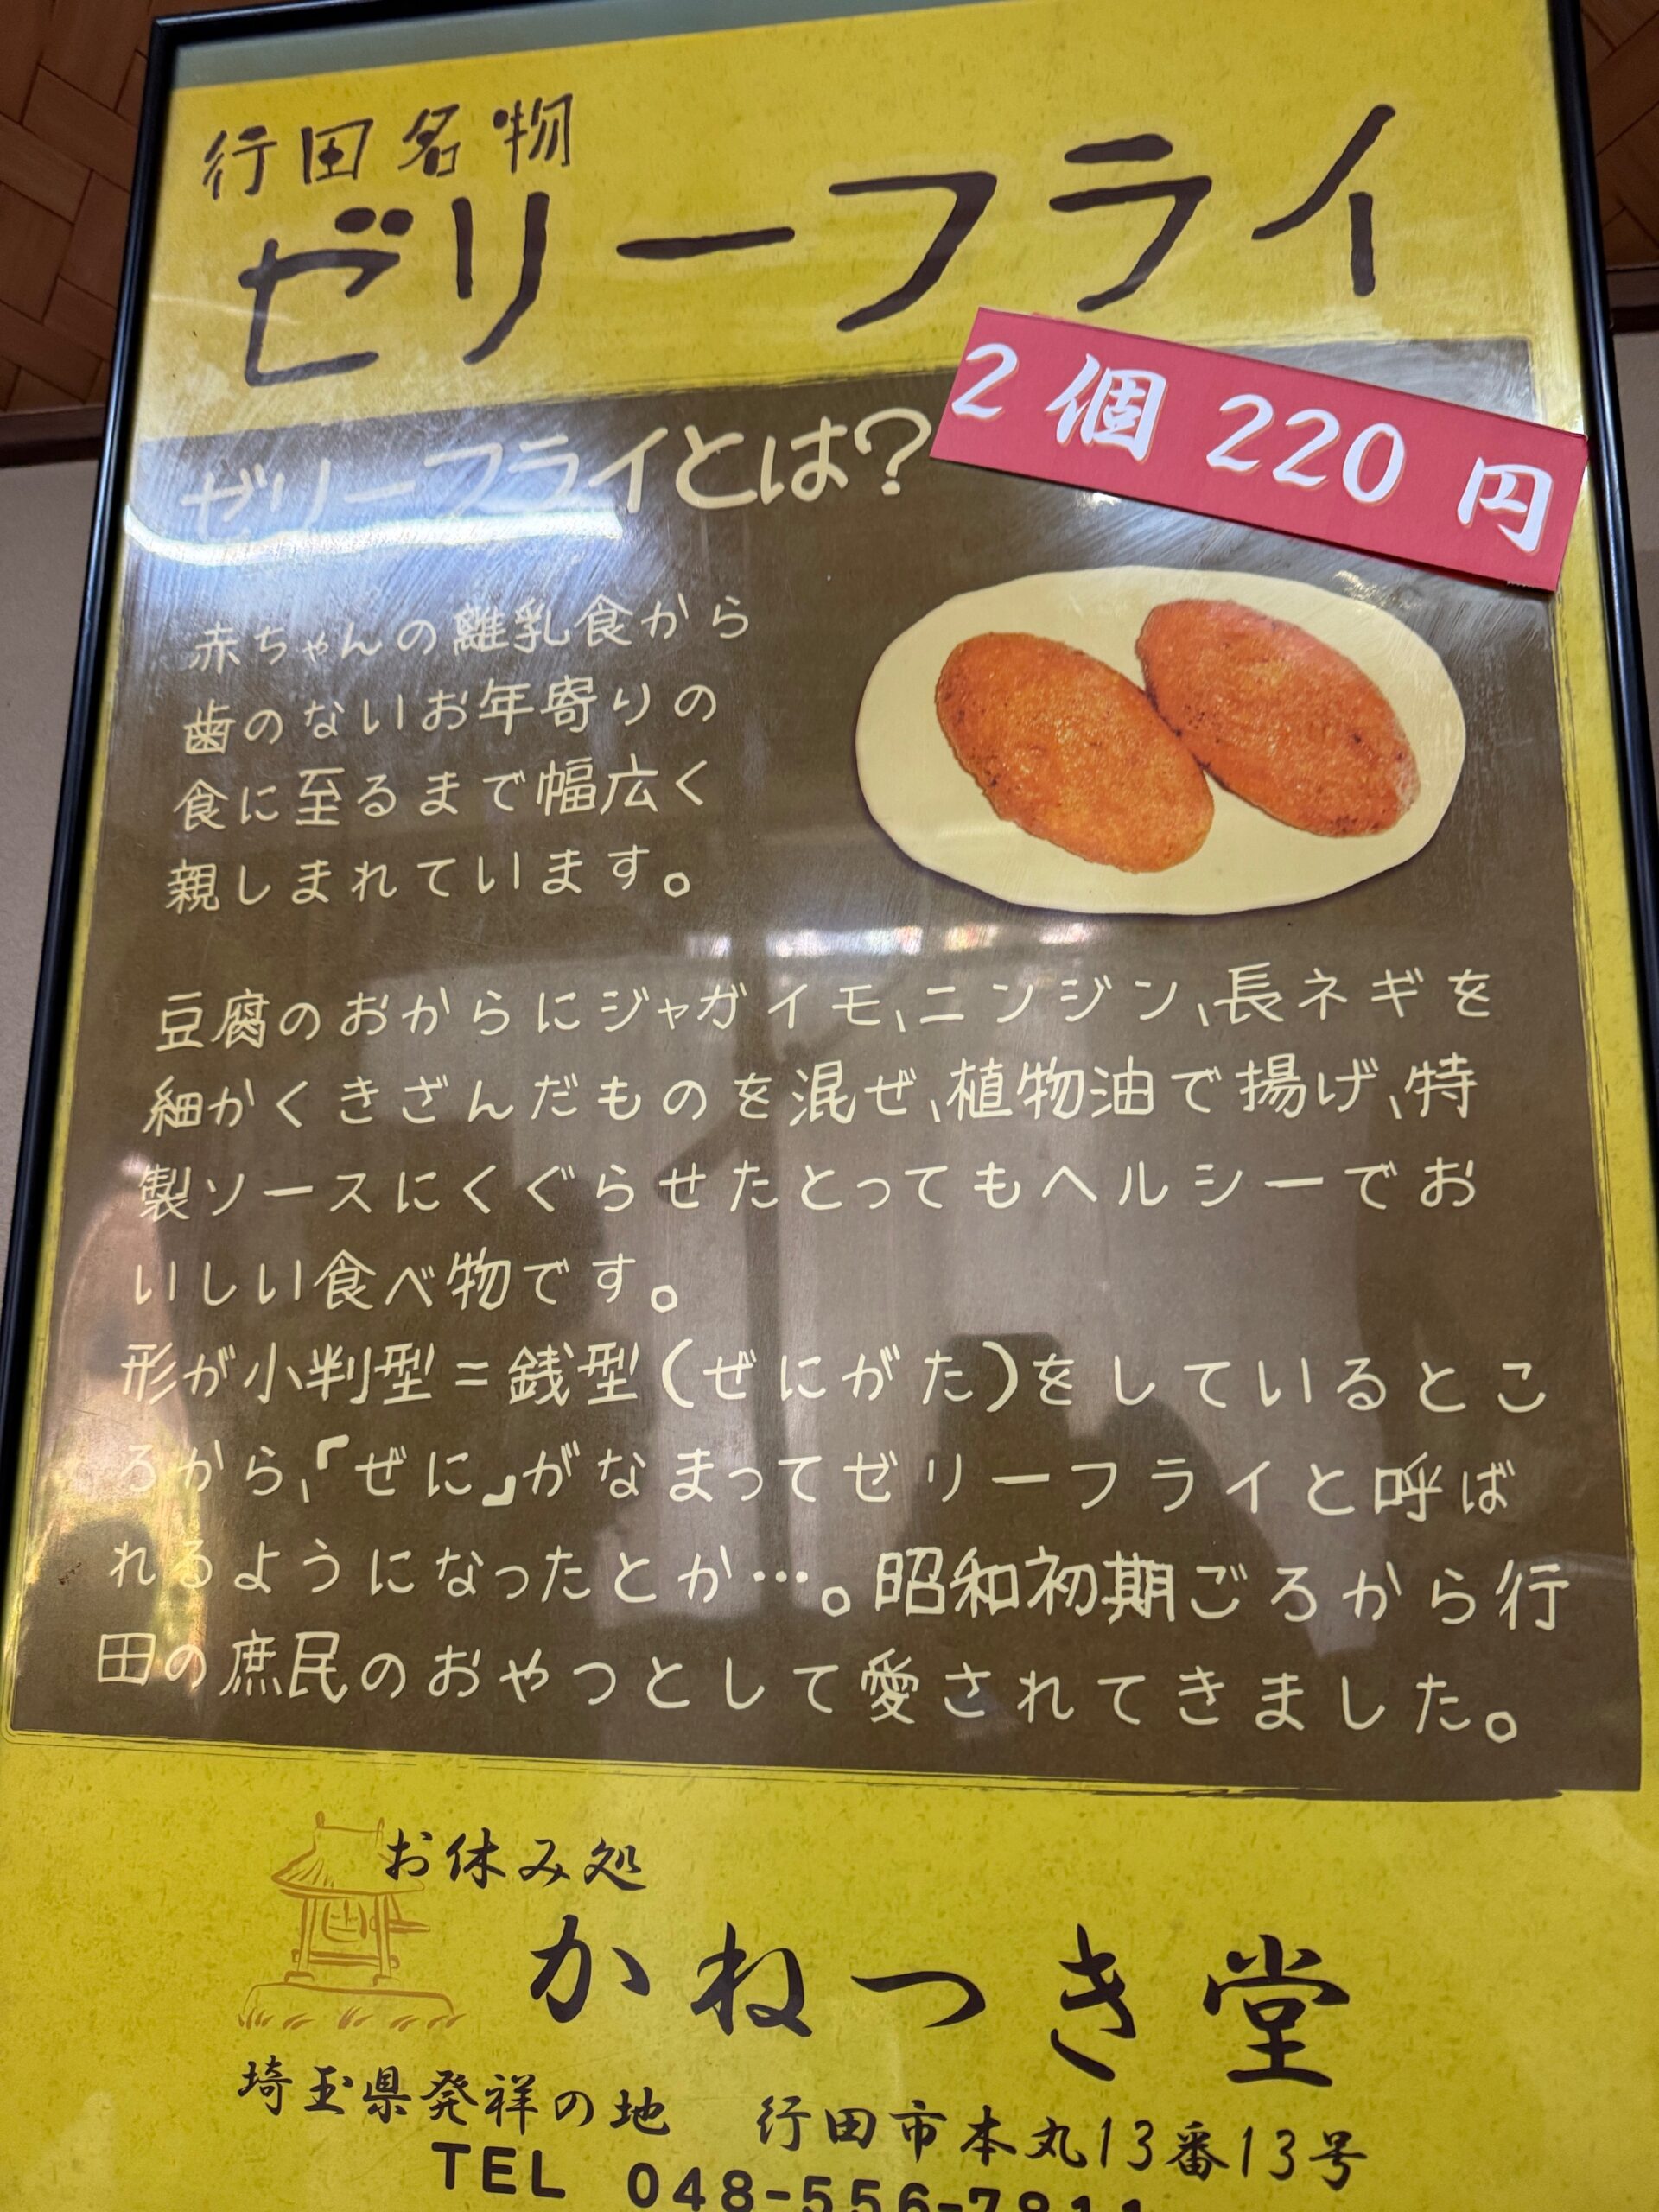 行田名物
ゼリーフライ
2個 220円
ゼリーフライとは?
赤ちゃんの離乳食から
歯のないお年寄りの
食に至るまで幅広く
親しまれています。
豆腐のおからにジャガイモ、ニンジン、長ネギを
細かくきざんだものを混ぜ、植物油で揚げ、特
製ソースにくぐらせたとってもヘルシーでお
いしい食べ物です。
形が小判型=銭型(ぜにがた)をしているとこ
ろから、「ぜに」がなまってゼリーフライと呼ば
れるようになったとか…。昭和初期ごろから行
田の庶民のおやつとして愛されてきました。
お休み処
かねつき堂
埼玉県発祥の地 行田市本丸13番13号
TEL 048-556-7811